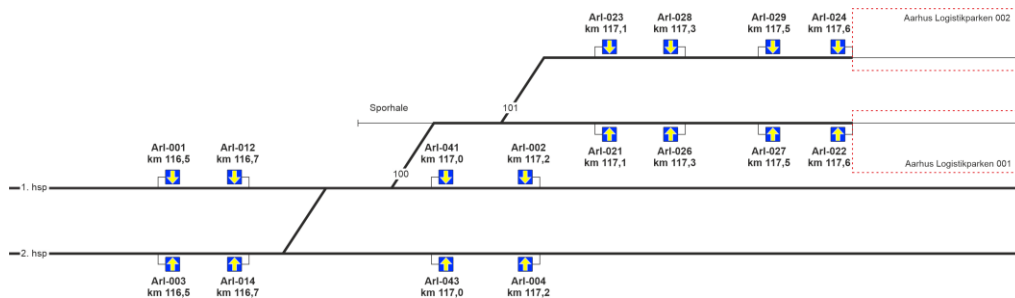 Arl-023
km 117,1
Arl-028
km 117,3
Arl-029
km 117,5
Arl-024
km 117,6
Aarhus Logistikparken 002
101
Sporhale
Arl-021
km 117,1
Arl-026
km 117,3
Arl-027
km 117,5
Arl-022
km 117,6
Aarhus Logistikparken 001
Arl-001
km 116,5
Arl-012
km 116,7
Arl-041
km 117,0
Arl-002
km 117,2
100
1. hsp
2. hsp
Arl-003
km 116,5
Arl-014
km 116,7
Arl-043
km 117,0
Arl-004
km 117,2